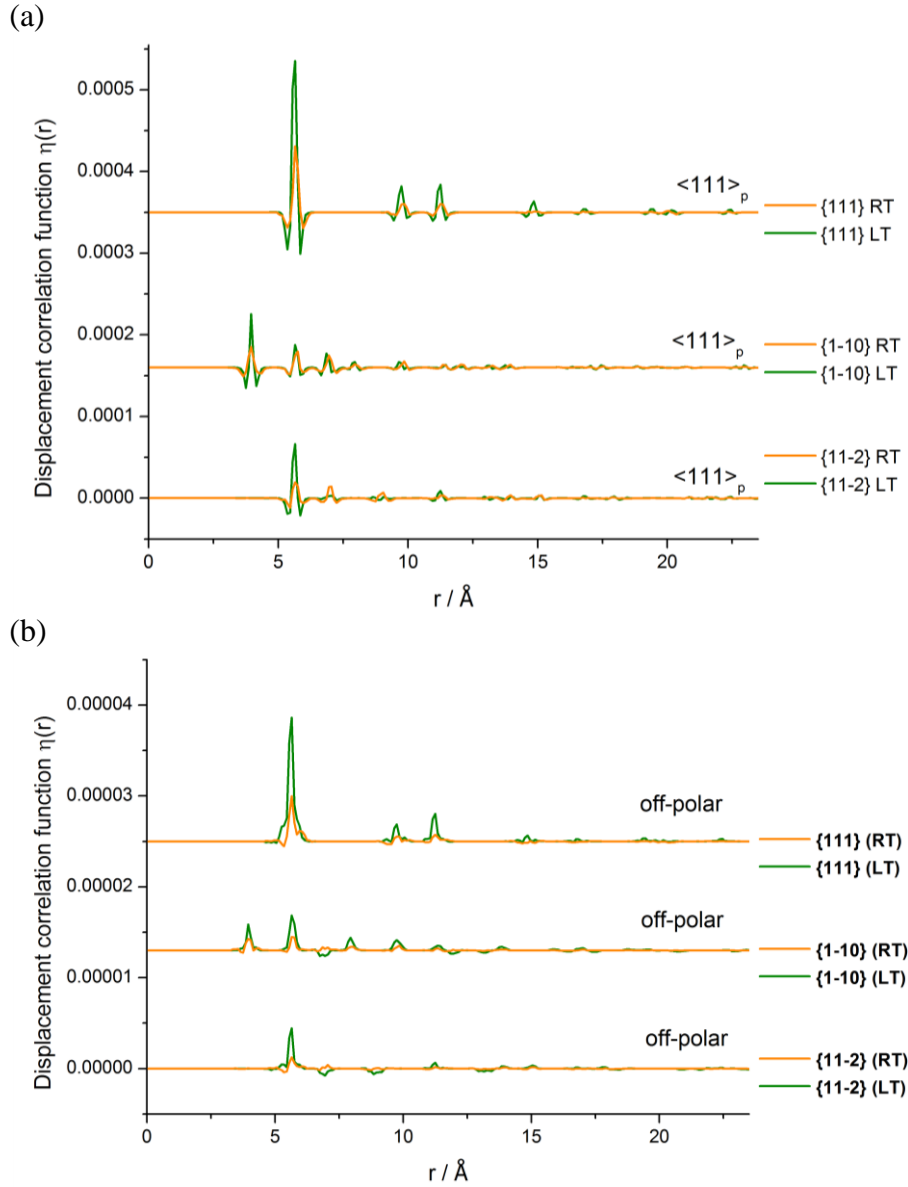 (a)
Displacement correlation function η(r)
0.0005
0.0004
0.0003
0.0002
0.0001
0.0000
<111>p
{111} RT
{111} LT
<111>p
{1-10} RT
{1-10} LT
<111>p
{11-2} RT
{11-2} LT
0 5 10 15 20
r / Å
(b)
Displacement correlation function η(r)
0.00004
0.00003
0.00002
0.00001
0.00000
off-polar
{111} (RT)
{111} (LT)
off-polar
{1-10} (RT)
{1-10} (LT)
off-polar
{11-2} (RT)
{11-2} (LT)
0 5 10 15 20
r / Å